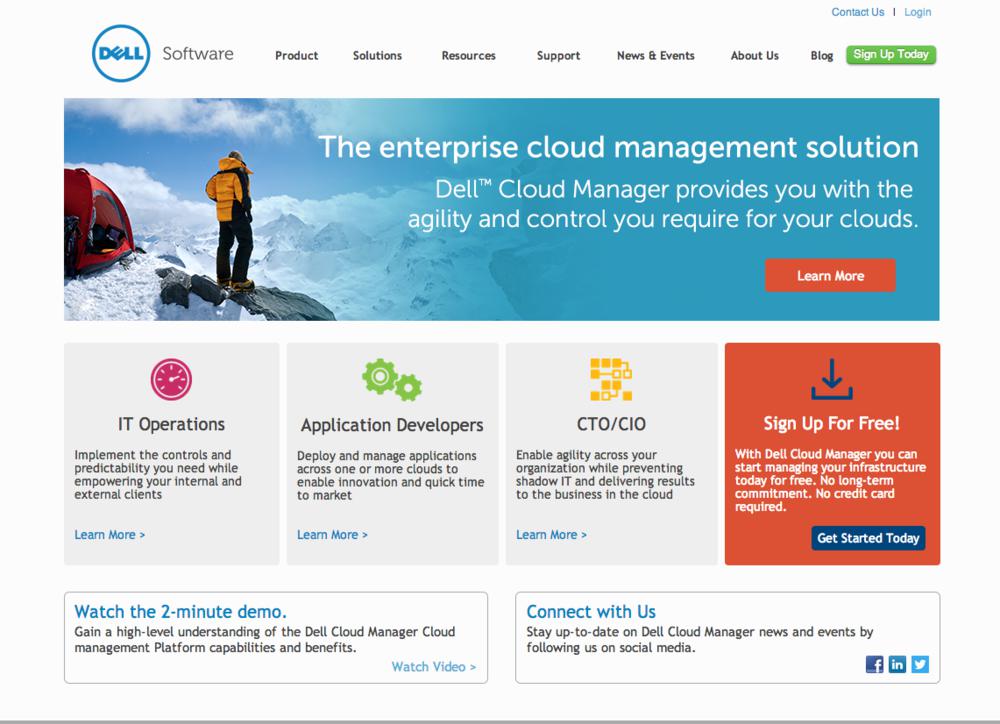 Contact Us | Login
DELL Software Product Solutions Resources Support News & Events About Us Blog Sign Up Today
The enterprise cloud management solution
Dell™ Cloud Manager provides you with the
agility and control you require for your clouds.
Learn More
IT Operations
Implement the controls and
predictability you need while
empowering your internal and
external clients
Learn More >
Application Developers
Deploy and manage applications
across one or more clouds to
enable innovation and quick time
to market
Learn More >
CTO/CIO
Enable agility across your
organization while preventing
shadow IT and delivering results
to the business in the cloud
Learn More >
Sign Up For Free!
With Dell Cloud Manager you can
start managing your infrastructure
today for free. No long-term
commitment. No credit card
required.
Get Started Today
Watch the 2-minute demo.
Gain a high-level understanding of the Dell Cloud Manager Cloud
management Platform capabilities and benefits.
Watch Video >
Connect with Us
Stay up-to-date on Dell Cloud Manager news and events by
following us on social media.
f in